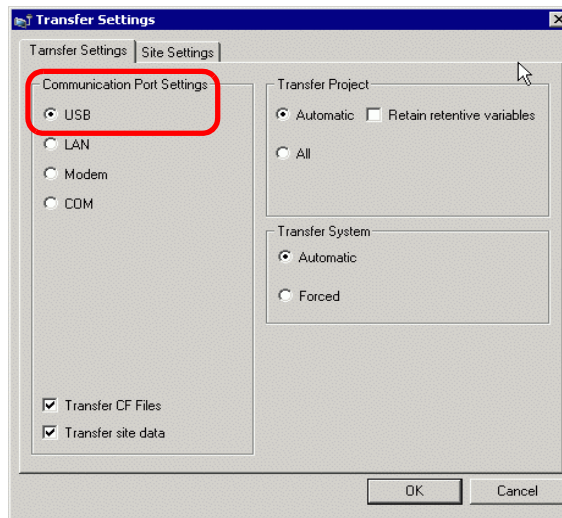 Transfer Settings
Tarnsfer Settings
Site Settings
Communication Port Settings
USB
LAN
Modem
COM
Transfer CF Files
Transfer site data
Transfer Project
Automatic
Retain retentive variables
All
Transfer System
Automatic
Forced
OK
Cancel